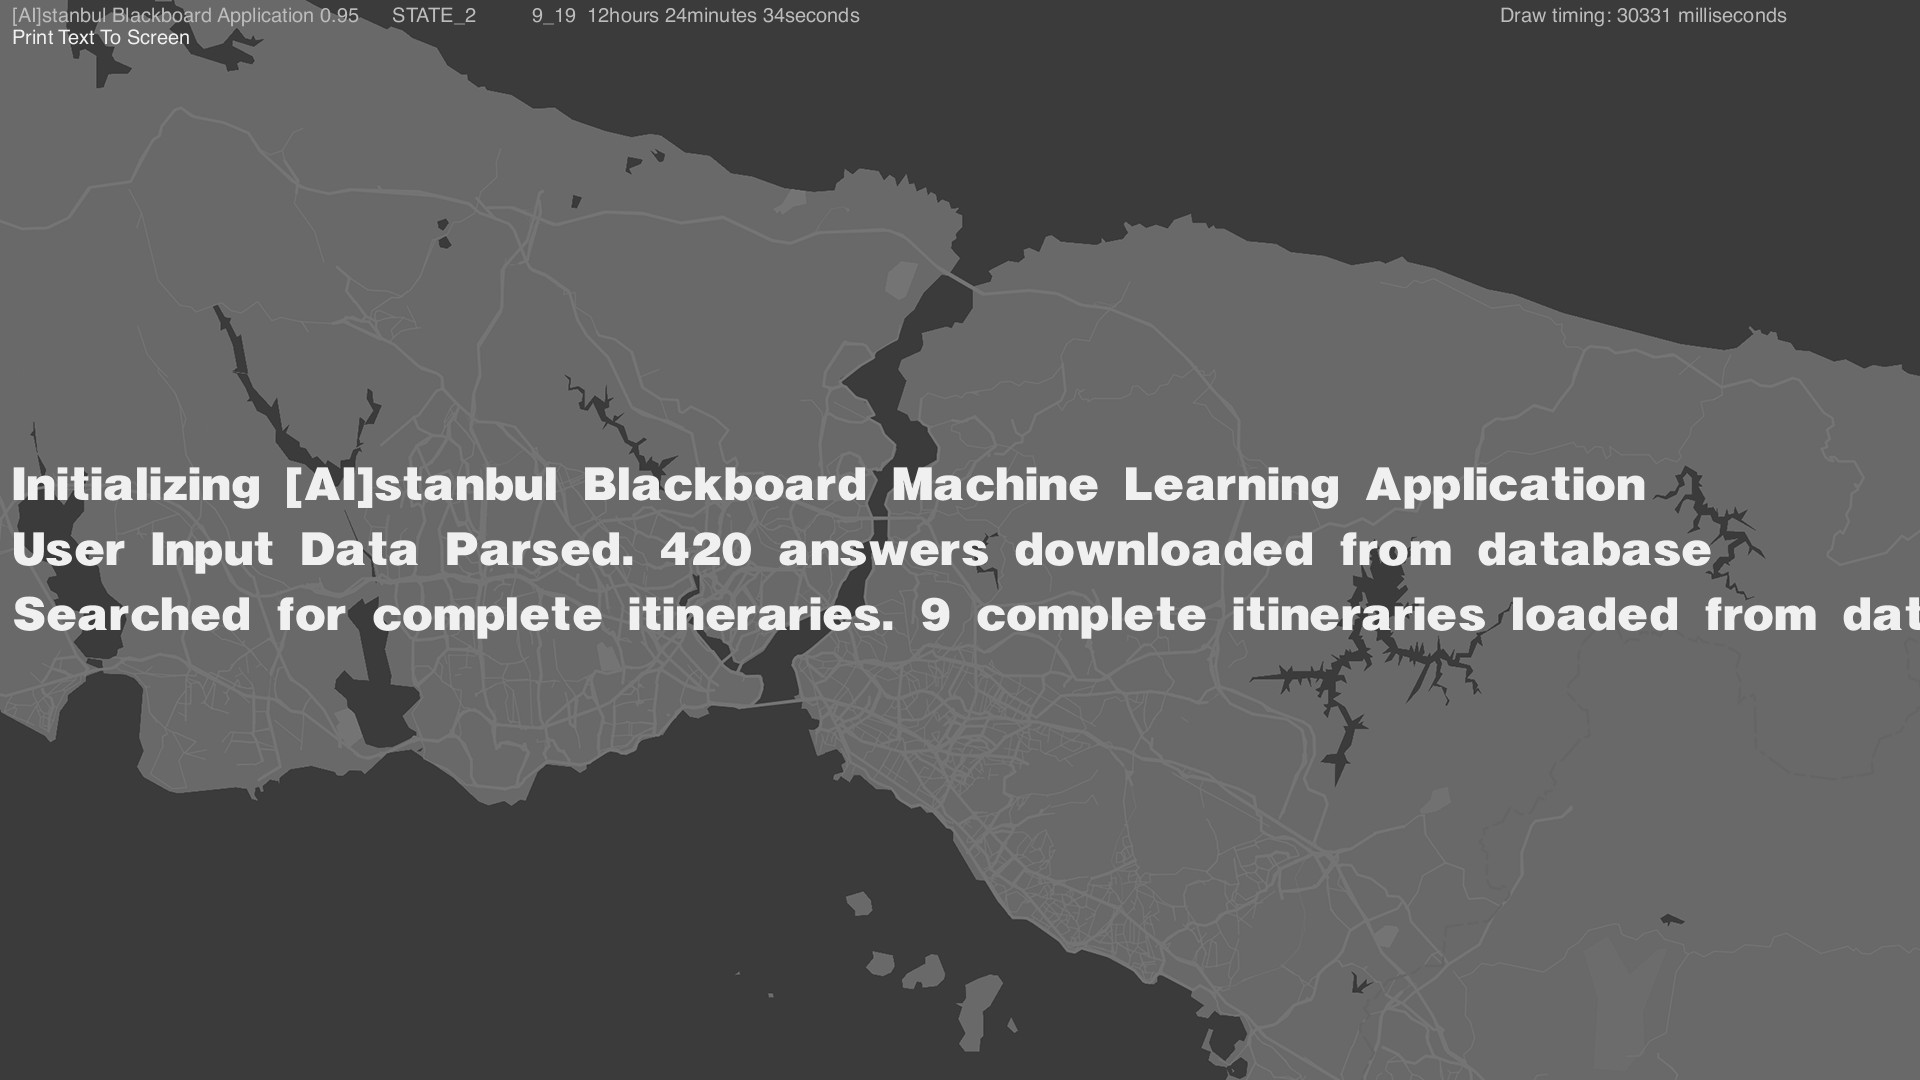 [AI]stanbul Blackboard Application 0.95 STATE_2 9_19 12hours 24minutes 34seconds Draw timing: 30331 milliseconds
Print Text To Screen
Initializing [AI]stanbul Blackboard Machine Learning Application
User Input Data Parsed. 420 answers downloaded from database
Searched for complete itineraries. 9 complete itineraries loaded from dat